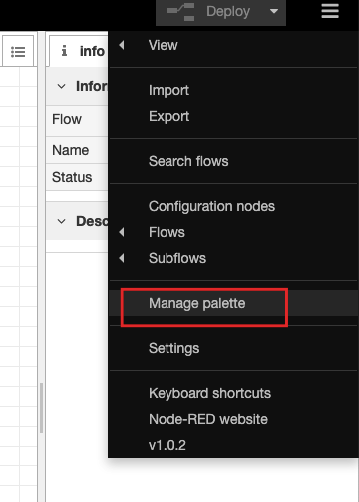 Deploy
i info
View
Infor
Import
Flow
Export
Name
Search flows
Status
Configuration nodes
Desc
Flows
Subflows
Manage palette
Settings
Keyboard shortcuts
Node-RED website
v1.0.2